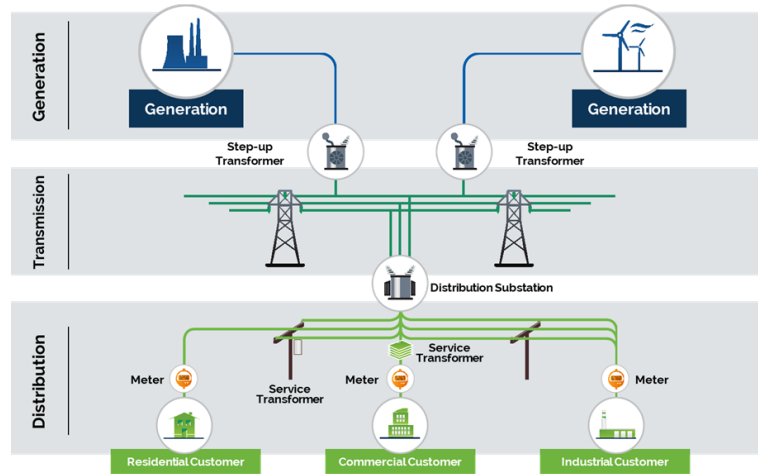 Generation
Generation
Generation
Step-up
Transformer
Step-up
Transformer
Transmission
Distribution Substation
Distribution
Service
Transformer
Meter
Service
Transformer
Meter
Meter
Residential Customer
Commercial Customer
Industrial Customer